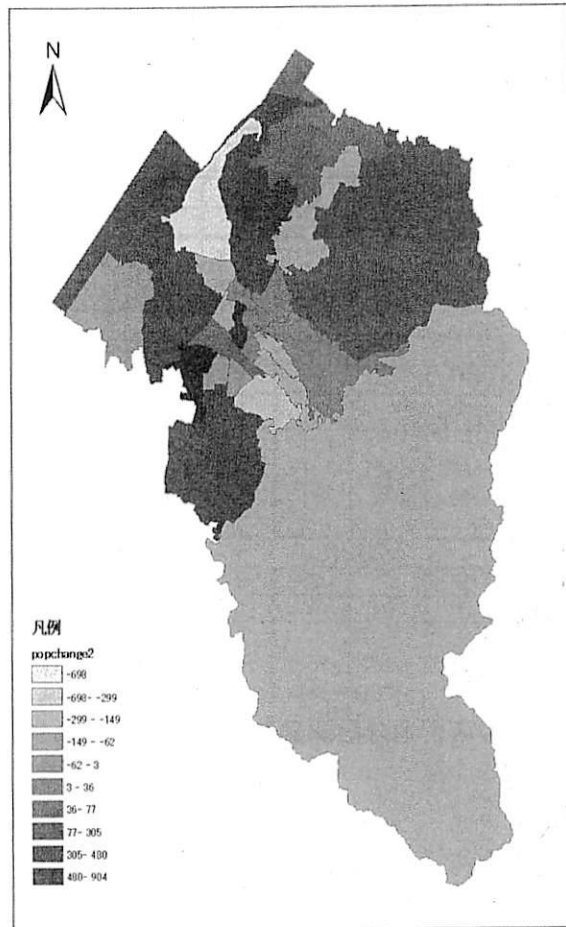 N
凡例
popchange2
-698
-698- -299
-299 - -149
-149 - -62
-62 - 3
3 - 36
36- 77
77- 305
305- 480
480- 904